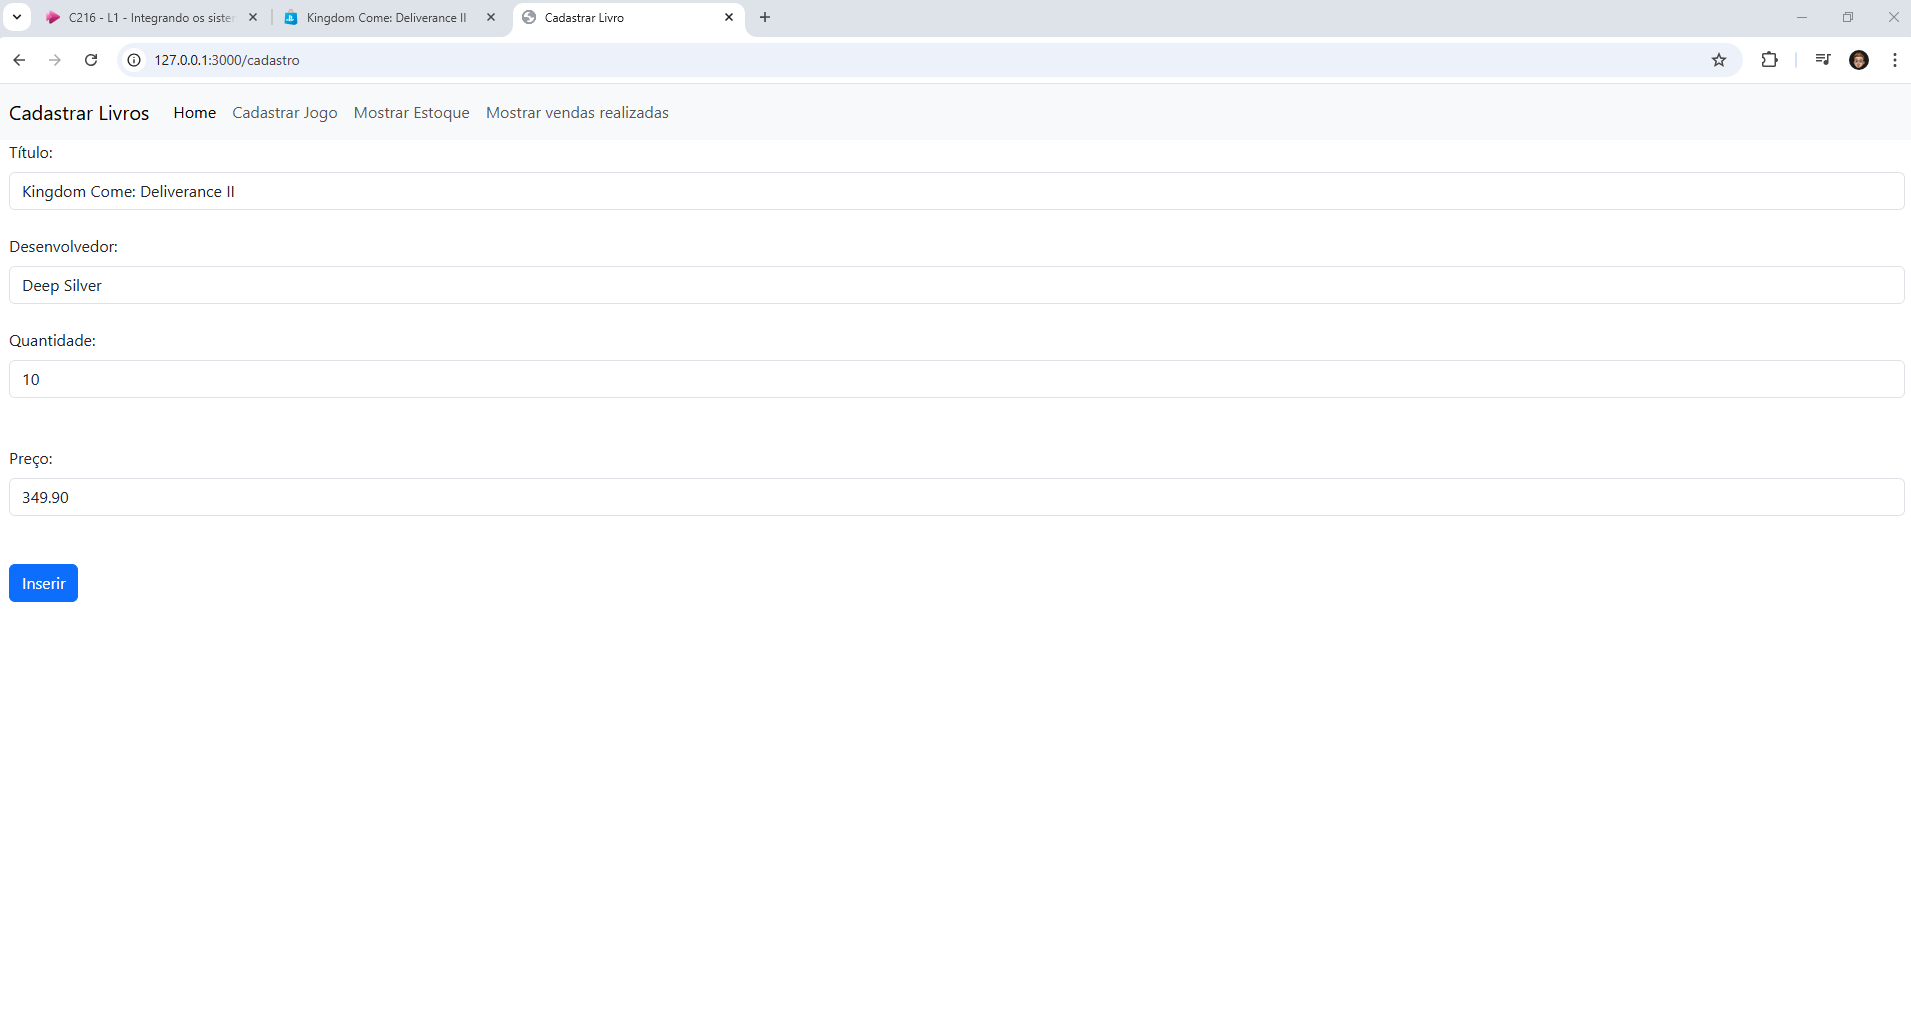 C216 - L1 - Integrando os siste
Kingdom Come: Deliverance II
Cadastrar Livro
127.0.0.1:3000/cadastro
Cadastrar Livros Home Cadastrar Jogo Mostrar Estoque Mostrar vendas realizadas
Título:
Kingdom Come: Deliverance II
Desenvolvedor:
Deep Silver
Quantidade:
10
Preço:
349.90
Inserir